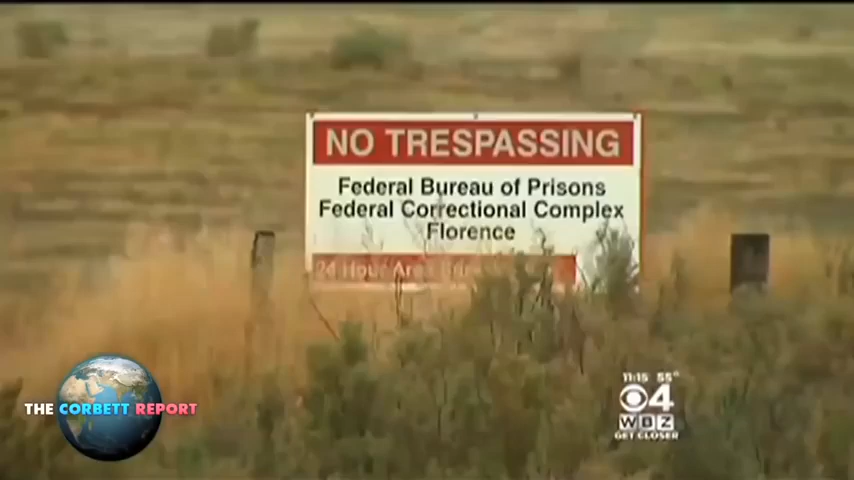 NO TRESPASSING
Federal Bureau of Prisons
Federal Correctional Complex
Florence
24 Hour Area
THE CORBETT REPORT
11:15 55°
4
WBZ
GET CLOSER